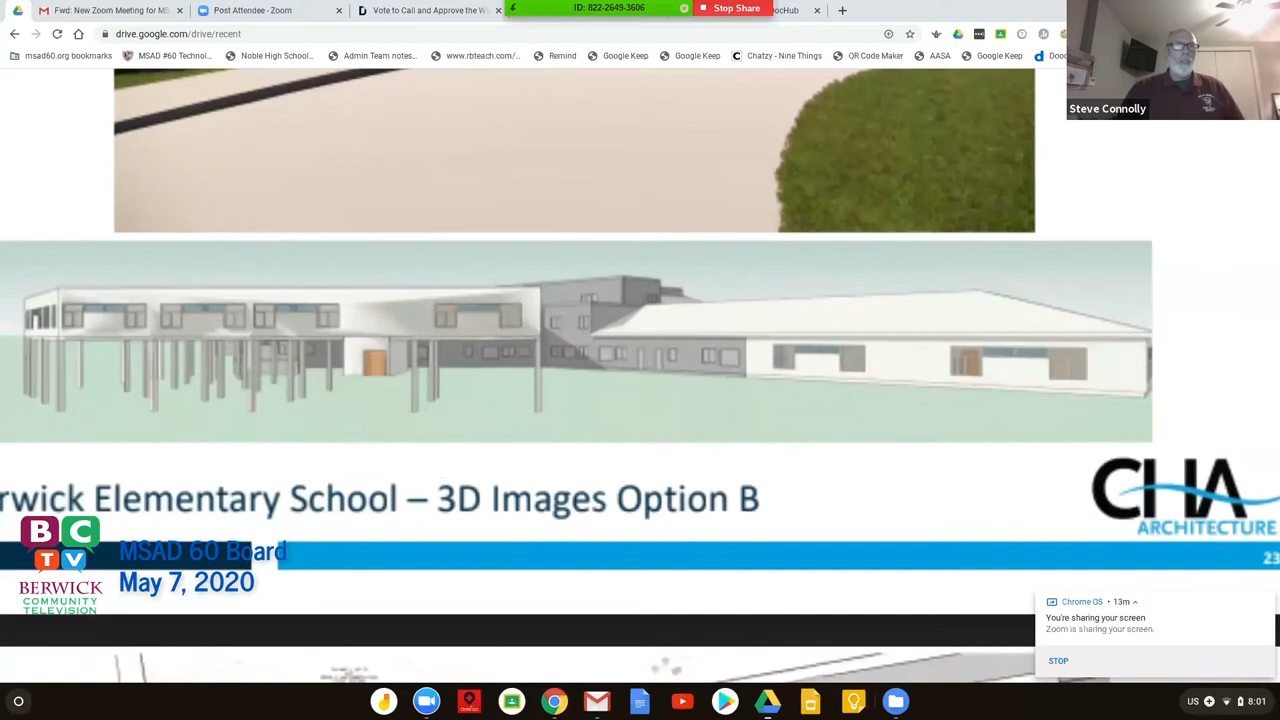 Fwd: New Zoom Meeting for MS
Post Attendee - Zoom
Vote to Call and Approve the W
ID: 822-2649-3606
Stop Share
DocHub
drive.google.com/drive/recent
msad60.org bookmarks
MSAD #60 Technol...
Noble High School...
Admin Team notes...
www.rbteach.com/...
Remind
Google Keep
Google Keep
Chatzy - Nine Things
QR Code Maker
AASA
Google Keep
Steve Connolly
rwick Elementary School – 3D Images Option B
CHA
ARCHITECTURE
23
B C
T V
BERWICK
COMMUNITY
TELEVISION
MSAD 60 Board
May 7, 2020
Chrome OS • 13m
You're sharing your screen
Zoom is sharing your screen.
STOP
US
8:01